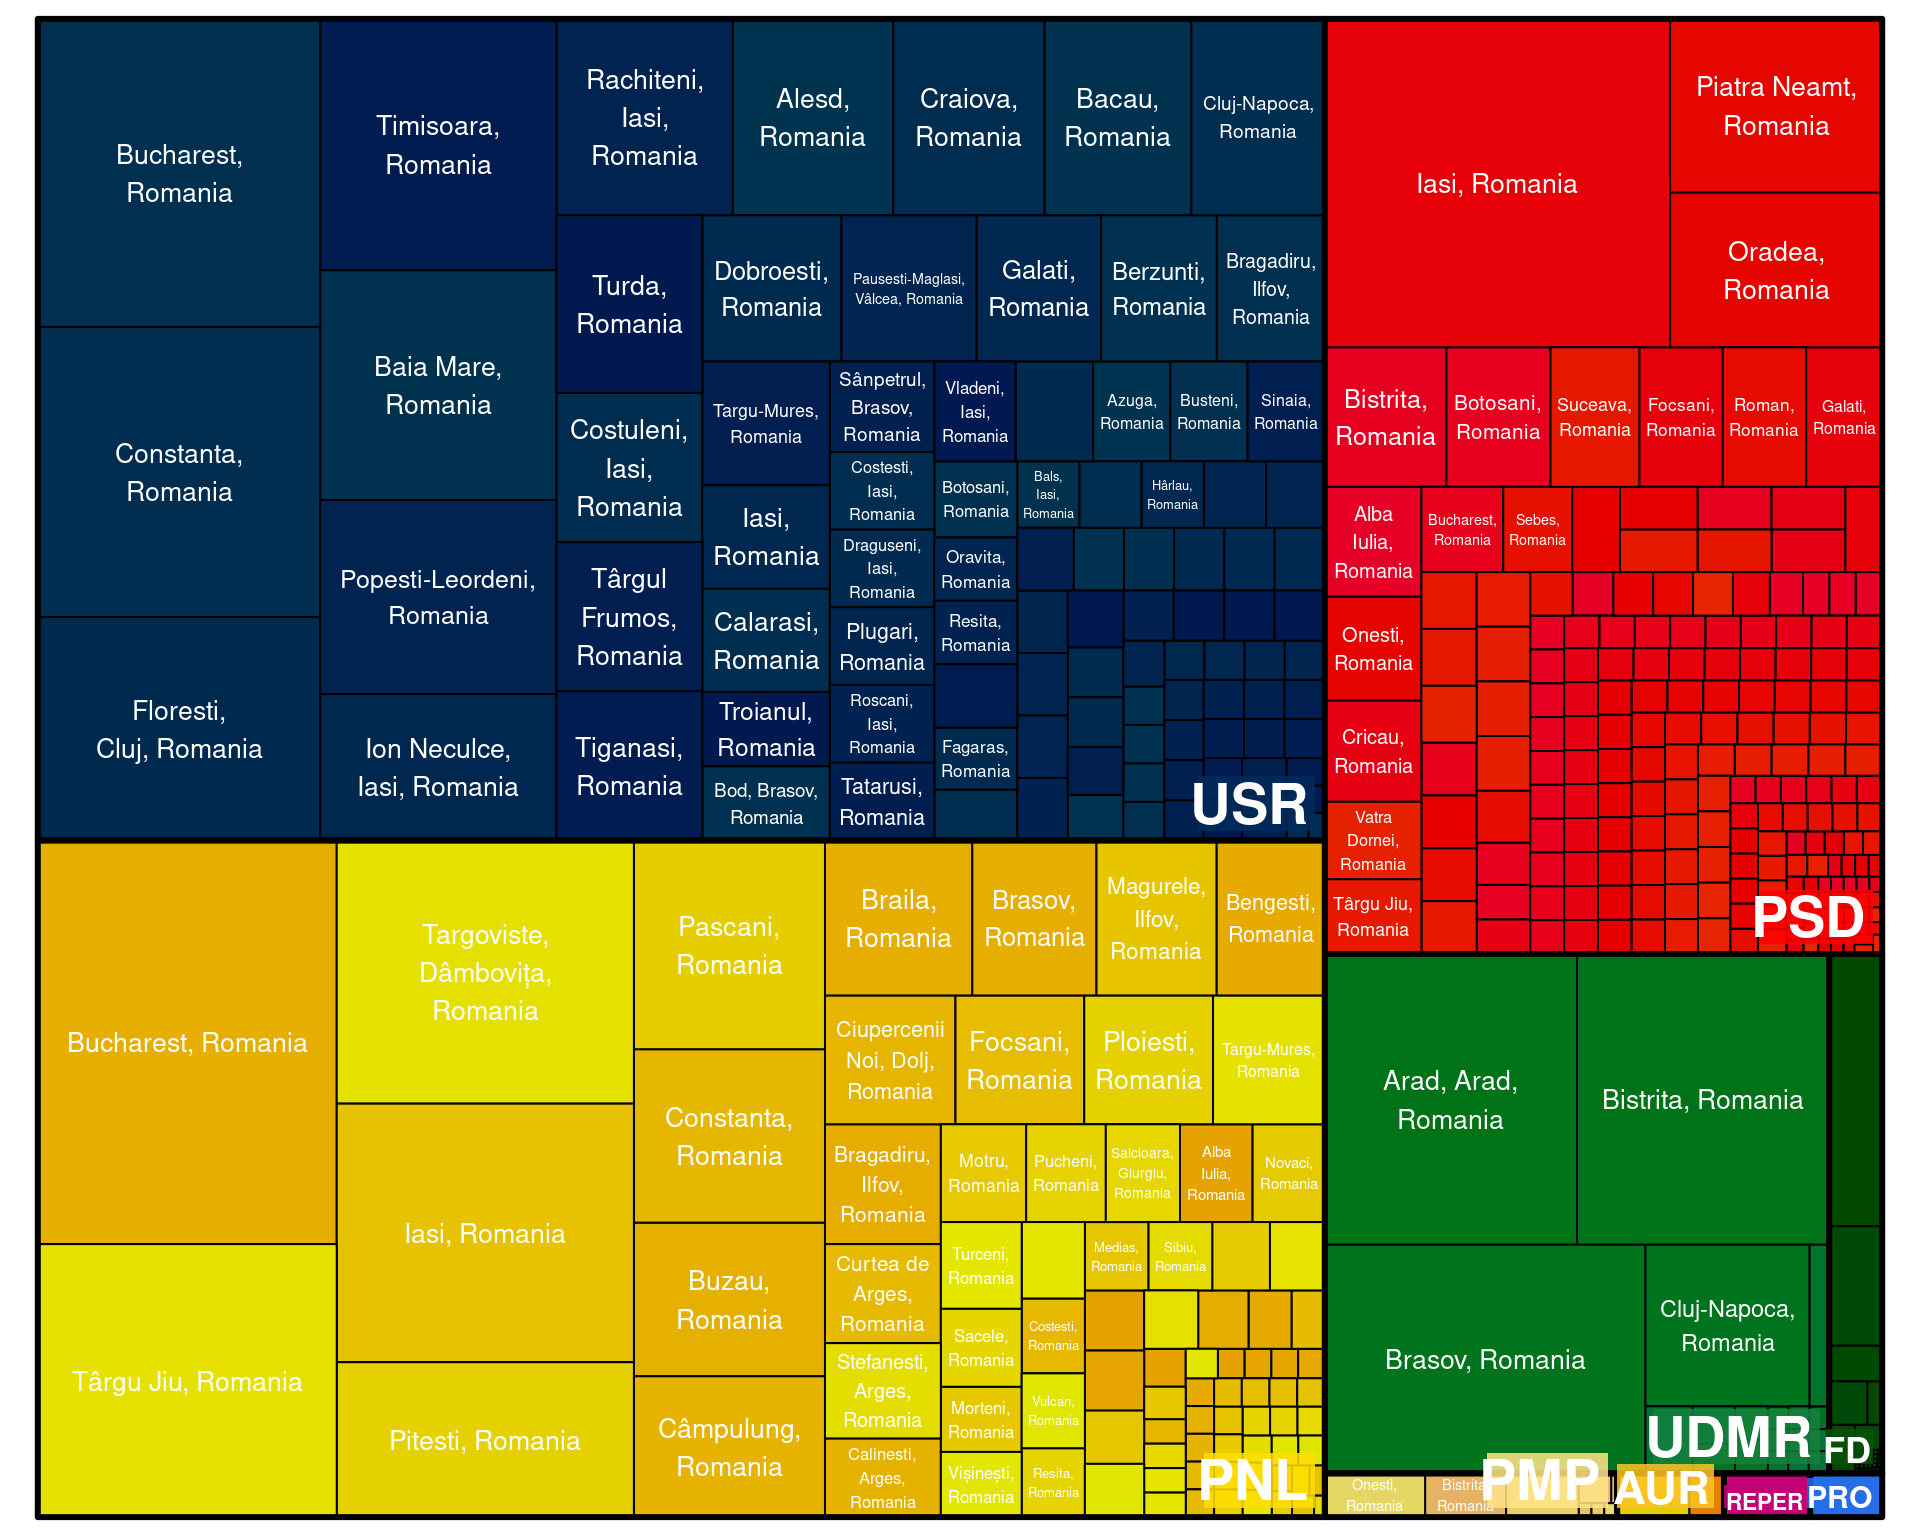 Bucharest,
Romania
Constanta,
Romania
Floresti,
Cluj, Romania
Timisoara,
Romania
Baia Mare,
Romania
Popesti-Leordeni,
Romania
Ion Neculce,
Iasi, Romania
Rachiteni,
Iasi,
Romania
Alesd,
Romania
Craiova,
Romania
Bacau,
Romania
Cluj-Napoca,
Romania
Turda,
Romania
Costuleni,
Iasi,
Romania
Târgul
Frumos,
Romania
Tiganasi,
Romania
Dobroesti,
Romania
Pausesti-Maglasi,
Vâlcea, Romania
Galati,
Romania
Berzunti,
Romania
Bragadiru,
Ilfov,
Romania
Targu-Mures,
Romania
Iasi,
Romania
Calarasi,
Romania
Troianul,
Romania
Bod, Brasov,
Romania
Sânpetrul,
Brasov,
Romania
Costesti,
Iasi,
Romania
Draguseni,
Iasi,
Romania
Plugari,
Romania
Roscani,
Iasi,
Romania
Tatarusi,
Romania
Vladeni,
Iasi,
Romania
Azuga,
Romania
Busteni,
Romania
Sinaia,
Romania
Botosani,
Romania
Bals,
Iasi,
Romania
Hârlau,
Romania
Oravita,
Romania
Resita,
Romania
Fagaras,
Romania
USR
Iasi, Romania
Piatra Neamt,
Romania
Oradea,
Romania
Bistrita,
Romania
Botosani,
Romania
Suceava,
Romania
Focsani,
Romania
Roman,
Romania
Galati,
Romania
Alba
Iulia,
Romania
Bucharest,
Romania
Sebes,
Romania
Onesti,
Romania
Cricau,
Romania
Vatra
Dornei,
Romania
Târgu Jiu,
Romania
PSD
Bucharest, Romania
Târgu Jiu, Romania
Targoviste,
Dâmbovița,
Romania
Iasi, Romania
Pitesti, Romania
Pascani,
Romania
Constanta,
Romania
Buzau,
Romania
Câmpulung,
Romania
Braila,
Romania
Brasov,
Romania
Magurele,
Ilfov,
Romania
Bengesti,
Romania
Ciupercenii
Noi, Dolj,
Romania
Focsani,
Romania
Ploiesti,
Romania
Targu-Mures,
Romania
Bragadiru,
Ilfov,
Romania
Curtea de
Arges,
Romania
Stefanesti,
Arges,
Romania
Calinesti,
Arges,
Romania
Motru,
Romania
Pucheni,
Romania
Salcioara,
Giurgiu,
Romania
Alba
Iulia,
Romania
Novaci,
Romania
Turceni,
Romania
Medias,
Romania
Sibiu,
Romania
Sacele,
Romania
Costesti,
Romania
Morteni,
Romania
Vulcan,
Romania
Vișinești,
Romania
Resita,
Romania
PNL
Arad, Arad,
Romania
Bistrita, Romania
Brasov, Romania
Cluj-Napoca,
Romania
UDMR
FD
Onesti,
Romania
Bistrita,
Romania
PMP
AUR
REPER
PRO